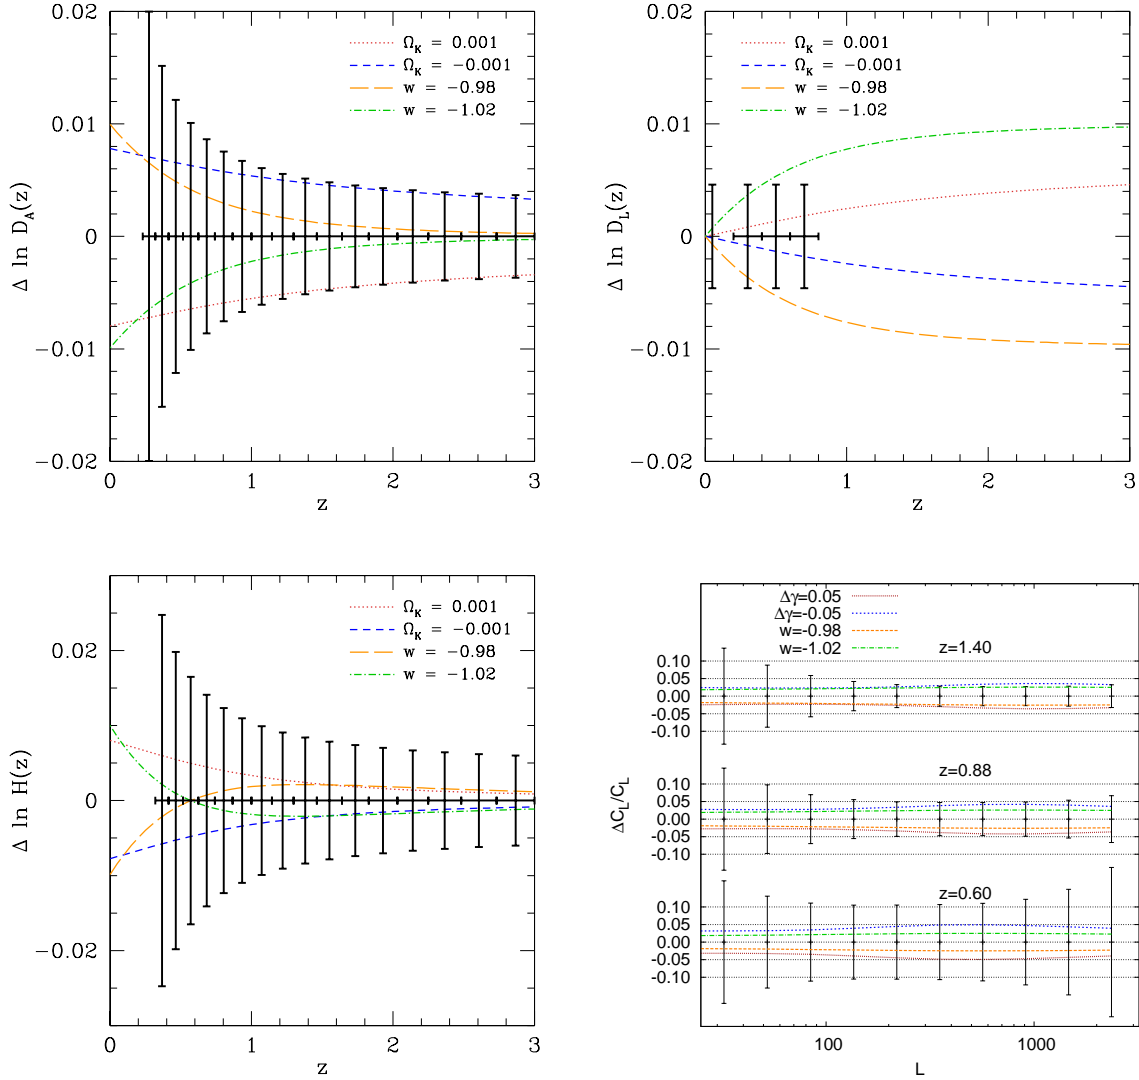 0.02
0.01
0
−0.01
−0.02
Δ ln D_A(z)
Ω_K = 0.001
Ω_K = −0.001
w = −0.98
w = −1.02
0 1 2 3
z
0.02
0.01
0
−0.01
−0.02
Δ ln D_L(z)
Ω_K = 0.001
Ω_K = −0.001
w = −0.98
w = −1.02
0 1 2 3
z
0.02
0
−0.02
Δ ln H(z)
Ω_K = 0.001
Ω_K = −0.001
w = −0.98
w = −1.02
0 1 2 3
z
Δγ=0.05
Δγ=-0.05
w=-0.98
w=-1.02
z=1.40
0.10
0.05
0.00
-0.05
-0.10
z=0.88
0.10
0.05
0.00
-0.05
-0.10
z=0.60
0.10
0.05
0.00
-0.05
-0.10
ΔC_L/C_L
100 1000
L